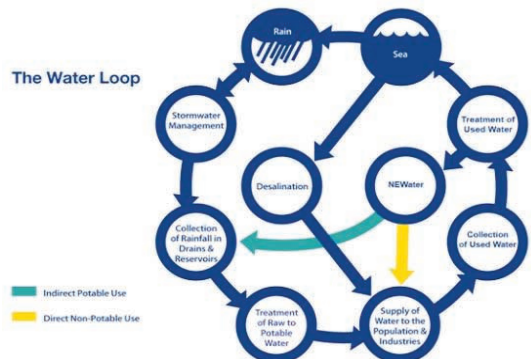 Rain
Sea
The Water Loop
Stormwater
Management
Treatment of
Used Water
Desalination
NEWater
Collection of
Rainfall in
Drains &
Reservoirs
Collection
of Used Water
Indirect Potable Use
Direct Non-Potable Use
Treatment
of Raw to
Potable
Water
Supply of
Water to the
Population &
Industries